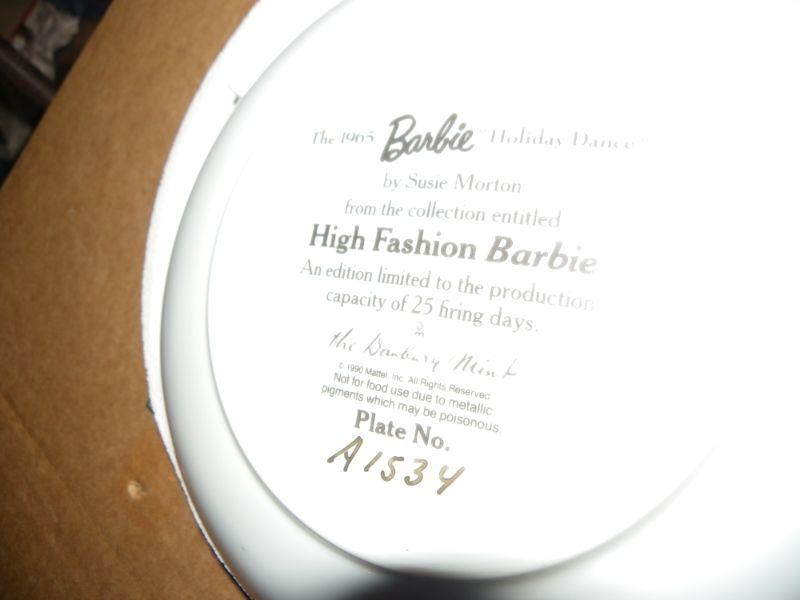 The 1965 Barbie™ Holiday Dance™
by Susie Morton
from the collection entitled
High Fashion Barbie
An edition limited to the production
capacity of 25 firing days.
the Danbury Mint
© 1990 Mattel, Inc. All Rights Reserved
Not for food use due to metallic
pigments which may be poisonous
Plate No.
A1534